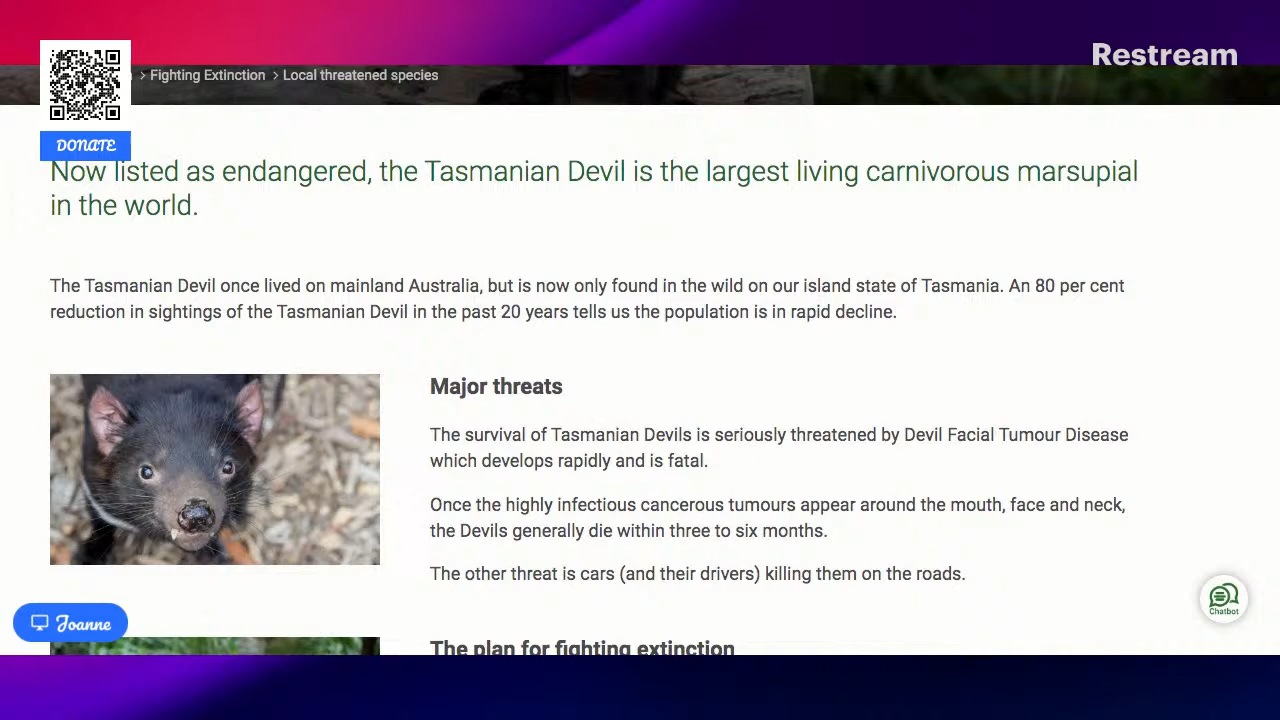 Restream
> Fighting Extinction > Local threatened species
DONATE
Now listed as endangered, the Tasmanian Devil is the largest living carnivorous marsupial
in the world.
The Tasmanian Devil once lived on mainland Australia, but is now only found in the wild on our island state of Tasmania. An 80 per cent
reduction in sightings of the Tasmanian Devil in the past 20 years tells us the population is in rapid decline.
Major threats
The survival of Tasmanian Devils is seriously threatened by Devil Facial Tumour Disease
which develops rapidly and is fatal.
Once the highly infectious cancerous tumours appear around the mouth, face and neck,
the Devils generally die within three to six months.
The other threat is cars (and their drivers) killing them on the roads.
Chatbot
Joanne
The plan for fighting extinction